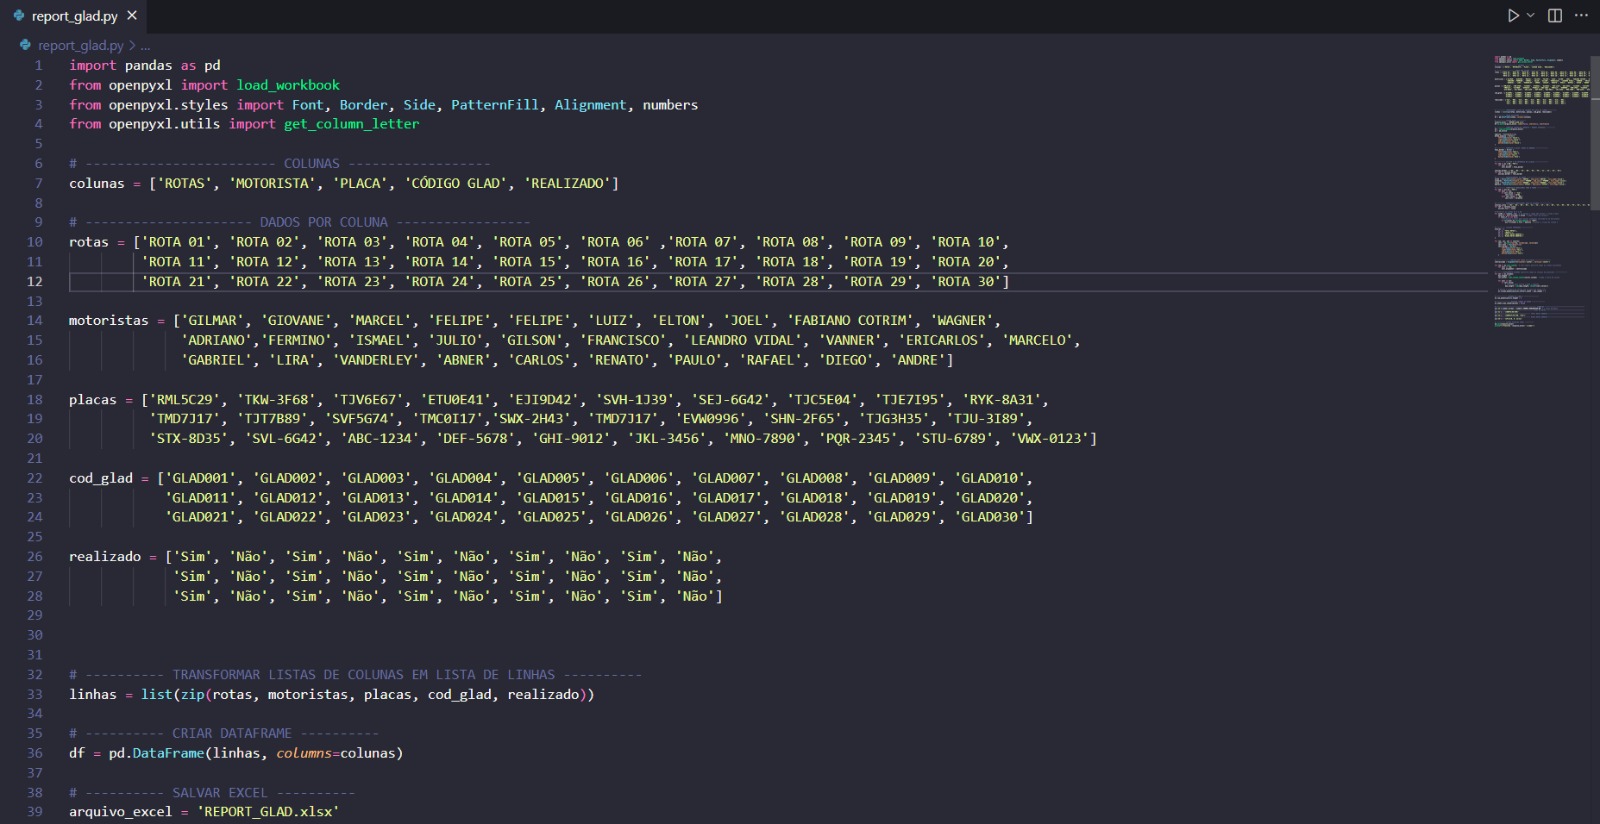 report_glad.py
report_glad.py > ...
1 import pandas as pd
2 from openpyxl import load_workbook
3 from openpyxl.styles import Font, Border, Side, PatternFill, Alignment, numbers
4 from openpyxl.utils import get_column_letter
5
6 # ------------------------ COLUNAS ------------------
7 colunas = ['ROTAS', 'MOTORISTA', 'PLACA', 'CÓDIGO GLAD', 'REALIZADO']
8
9 # --------------------- DADOS POR COLUNA -----------------
10 rotas = ['ROTA 01', 'ROTA 02', 'ROTA 03', 'ROTA 04', 'ROTA 05', 'ROTA 06' ,'ROTA 07', 'ROTA 08', 'ROTA 09', 'ROTA 10',
11 'ROTA 11', 'ROTA 12', 'ROTA 13', 'ROTA 14', 'ROTA 15', 'ROTA 16', 'ROTA 17', 'ROTA 18', 'ROTA 19', 'ROTA 20',
12 'ROTA 21', 'ROTA 22', 'ROTA 23', 'ROTA 24', 'ROTA 25', 'ROTA 26', 'ROTA 27', 'ROTA 28', 'ROTA 29', 'ROTA 30']
13
14 motoristas = ['GILMAR', 'GIOVANE', 'MARCEL', 'FELIPE', 'FELIPE', 'LUIZ', 'ELTON', 'JOEL', 'FABIANO COTRIM', 'WAGNER',
15 'ADRIANO','FERMINO', 'ISMAEL', 'JULIO', 'GILSON', 'FRANCISCO', 'LEANDRO VIDAL', 'VANNER', 'ERICARLOS', 'MARCELO',
16 'GABRIEL', 'LIRA', 'VANDERLEY', 'ABNER', 'CARLOS', 'RENATO', 'PAULO', 'RAFAEL', 'DIEGO', 'ANDRE']
17
18 placas = ['RML5C29', 'TKW-3F68', 'TJV6E67', 'ETU0E41', 'EJI9D42', 'SVH-1J39', 'SEJ-6G42', 'TJC5E04', 'TJE7I95', 'RYK-8A31',
19 'TMD7J17', 'TJT7B89', 'SVF5G74', 'TMC0I17','SWX-2H43', 'TMD7J17', 'EVW0996', 'SHN-2F65', 'TJG3H35', 'TJU-3I89',
20 'STX-8D35', 'SVL-6G42', 'ABC-1234', 'DEF-5678', 'GHI-9012', 'JKL-3456', 'MNO-7890', 'PQR-2345', 'STU-6789', 'VWX-0123']
21
22 cod_glad = ['GLAD001', 'GLAD002', 'GLAD003', 'GLAD004', 'GLAD005', 'GLAD006', 'GLAD007', 'GLAD008', 'GLAD009', 'GLAD010',
23 'GLAD011', 'GLAD012', 'GLAD013', 'GLAD014', 'GLAD015', 'GLAD016', 'GLAD017', 'GLAD018', 'GLAD019', 'GLAD020',
24 'GLAD021', 'GLAD022', 'GLAD023', 'GLAD024', 'GLAD025', 'GLAD026', 'GLAD027', 'GLAD028', 'GLAD029', 'GLAD030']
25
26 realizado = ['Sim', 'Não', 'Sim', 'Não', 'Sim', 'Não', 'Sim', 'Não', 'Sim', 'Não',
27 'Sim', 'Não', 'Sim', 'Não', 'Sim', 'Não', 'Sim', 'Não', 'Sim', 'Não',
28 'Sim', 'Não', 'Sim', 'Não', 'Sim', 'Não', 'Sim', 'Não', 'Sim', 'Não']
29
30
31
32 # ---------- TRANSFORMAR LISTAS DE COLUNAS EM LISTA DE LINHAS ----------
33 linhas = list(zip(rotas, motoristas, placas, cod_glad, realizado))
34
35 # ---------- CRIAR DATAFRAME ----------
36 df = pd.DataFrame(linhas, columns=colunas)
37
38 # ---------- SALVAR EXCEL ----------
39 arquivo_excel = 'REPORT_GLAD.xlsx'